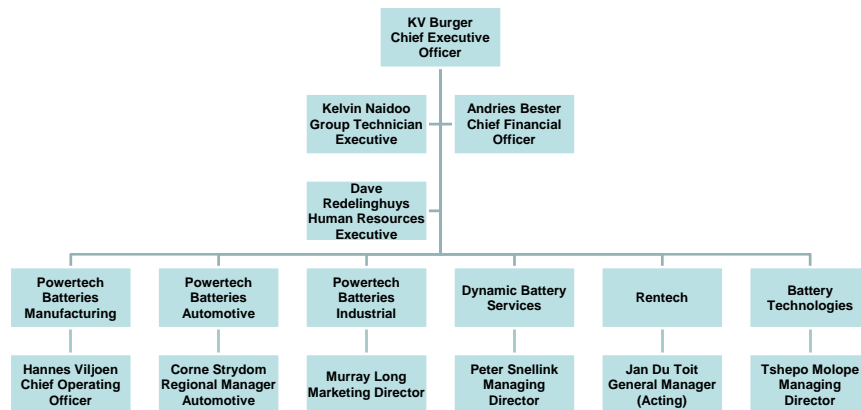 KV Burger
Chief Executive
Officer
Kelvin Naidoo
Group Technician
Executive
Andries Bester
Chief Financial
Officer
Dave
Redelinghuys
Human Resources
Executive
Powertech
Batteries
Manufacturing
Powertech
Batteries
Automotive
Powertech
Batteries
Industrial
Dynamic Battery
Services
Rentech
Battery
Technologies
Hannes Viljoen
Chief Operating
Officer
Corne Strydom
Regional Manager
Automotive
Murray Long
Marketing Director
Peter Snellink
Managing
Director
Jan Du Toit
General Manager
(Acting)
Tshepo Molope
Managing
Director